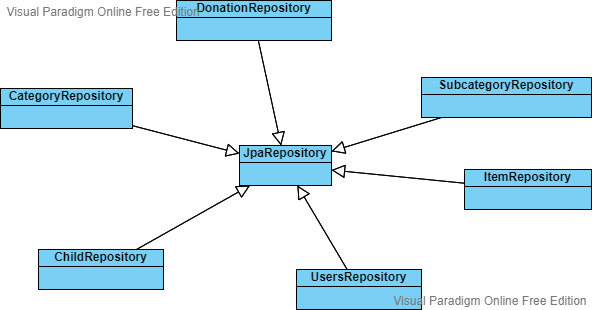 Visual Paradigm Online Free Edition
DonationRepository
SubcategoryRepository
CategoryRepository
JpaRepository
ItemRepository
ChildRepository
UsersRepository
Visual Paradigm Online Free Edition